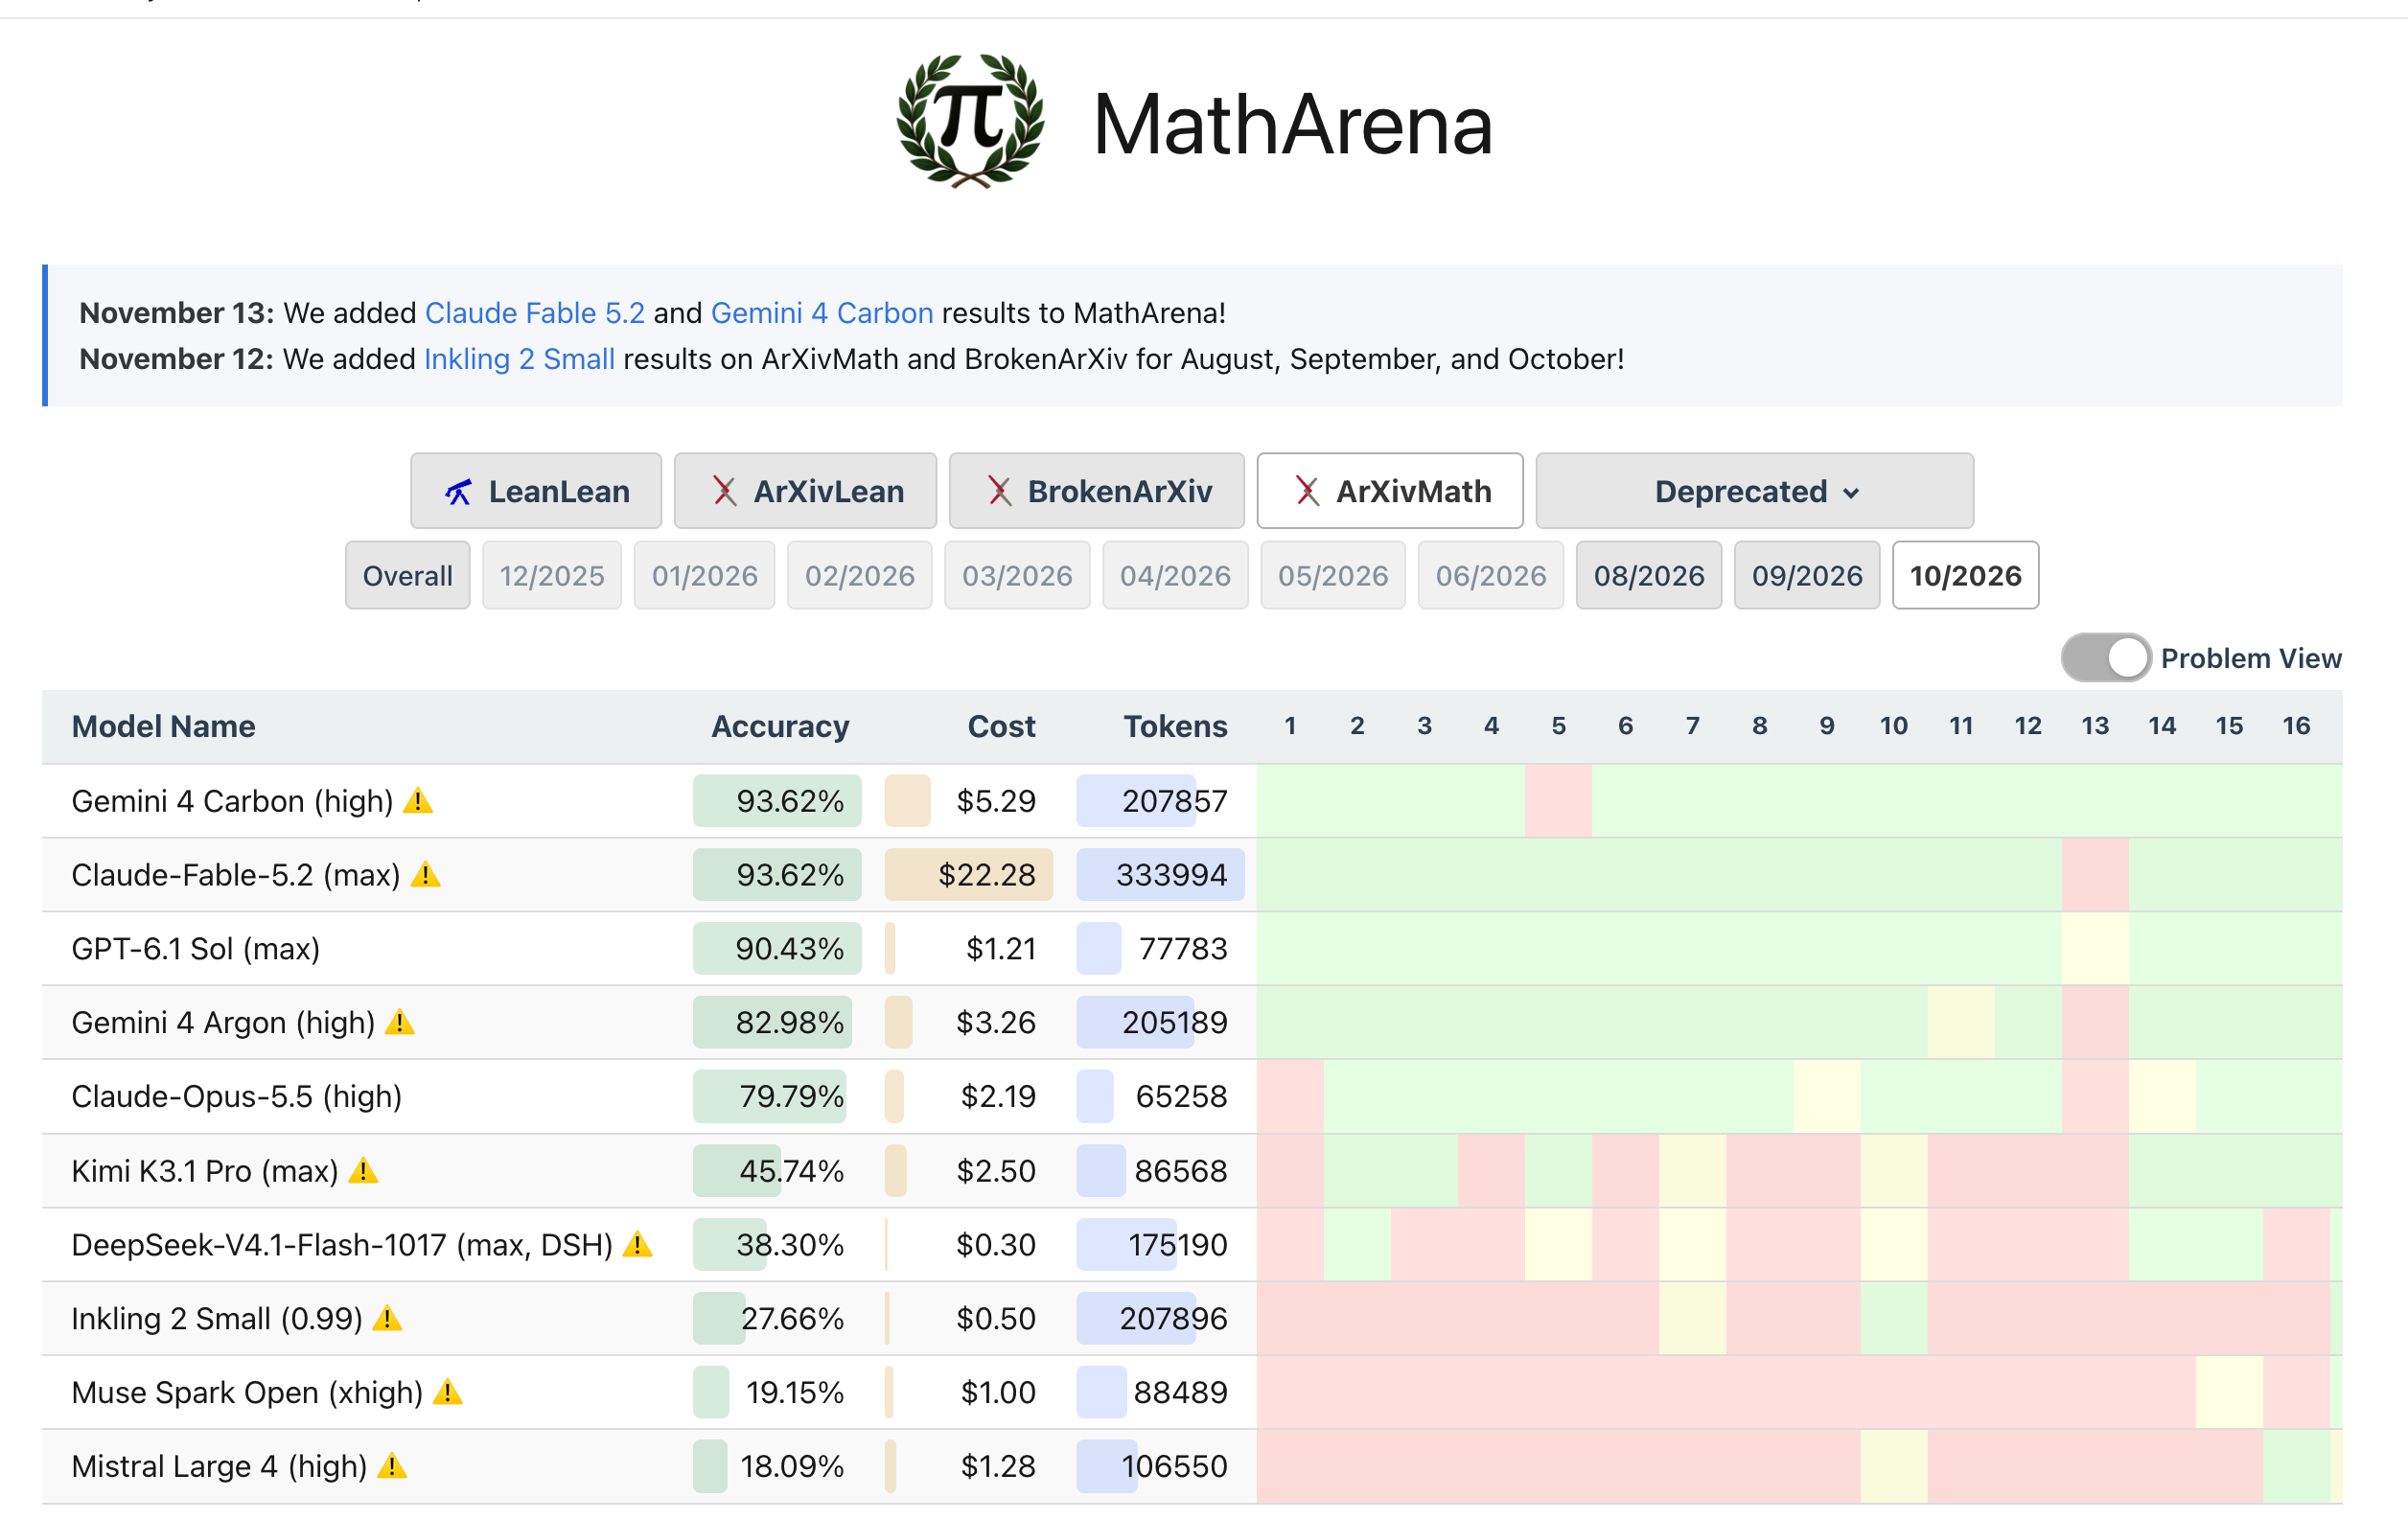 π MathArena
November 13: We added Claude Fable 5.2 and Gemini 4 Carbon results to MathArena!
November 12: We added Inkling 2 Small results on ArXivMath and BrokenArXiv for August, September, and October!
LeanLean ArXivLean BrokenArXiv ArXivMath Deprecated
Overall 12/2025 01/2026 02/2026 03/2026 04/2026 05/2026 06/2026 08/2026 09/2026 10/2026
Problem View
Model Name Accuracy Cost Tokens 1 2 3 4 5 6 7 8 9 10 11 12 13 14 15 16
Gemini 4 Carbon (high) ⚠️ 93.62% $5.29 207857
Claude-Fable-5.2 (max) ⚠️ 93.62% $22.28 333994
GPT-6.1 Sol (max) 90.43% $1.21 77783
Gemini 4 Argon (high) ⚠️ 82.98% $3.26 205189
Claude-Opus-5.5 (high) 79.79% $2.19 65258
Kimi K3.1 Pro (max) ⚠️ 45.74% $2.50 86568
DeepSeek-V4.1-Flash-1017 (max, DSH) ⚠️ 38.30% $0.30 175190
Inkling 2 Small (0.99) ⚠️ 27.66% $0.50 207896
Muse Spark Open (xhigh) ⚠️ 19.15% $1.00 88489
Mistral Large 4 (high) ⚠️ 18.09% $1.28 106550